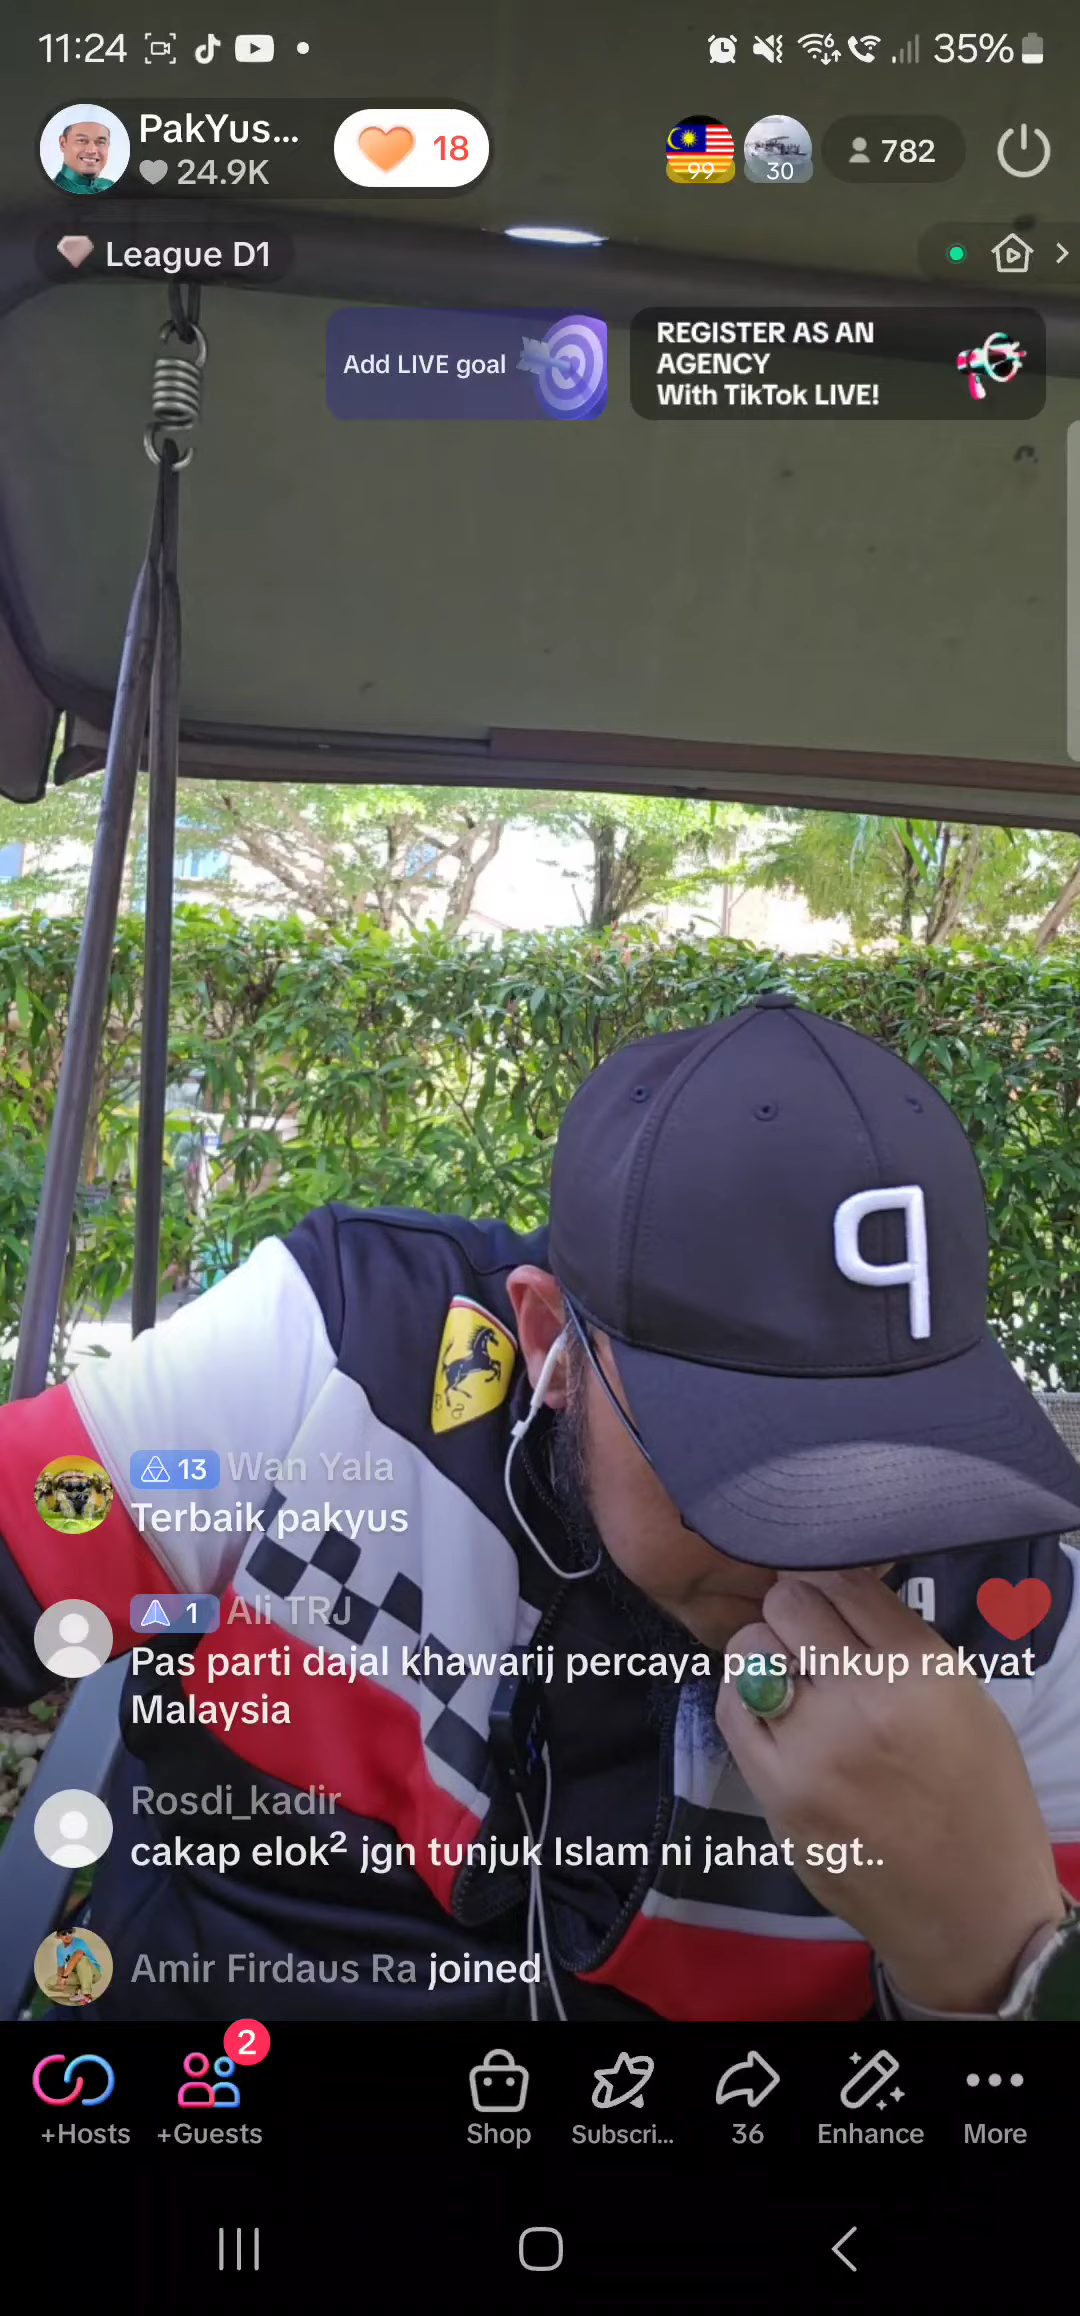 11:24
35%
PakYus...
24.9K
18
99
30
782
League D1
Add LIVE goal
REGISTER AS AN
AGENCY
With TikTok LIVE!
q
13 Wan Yala
Terbaik pakyus
1 Ali TRJ
Pas parti dajal khawarij percaya pas linkup rakyat
Malaysia
Rosdi_kadir
cakap elok² jgn tunjuk Islam ni jahat sgt..
Amir Firdaus Ra joined
2
+Hosts
+Guests
Shop
Subscri...
36
Enhance
More